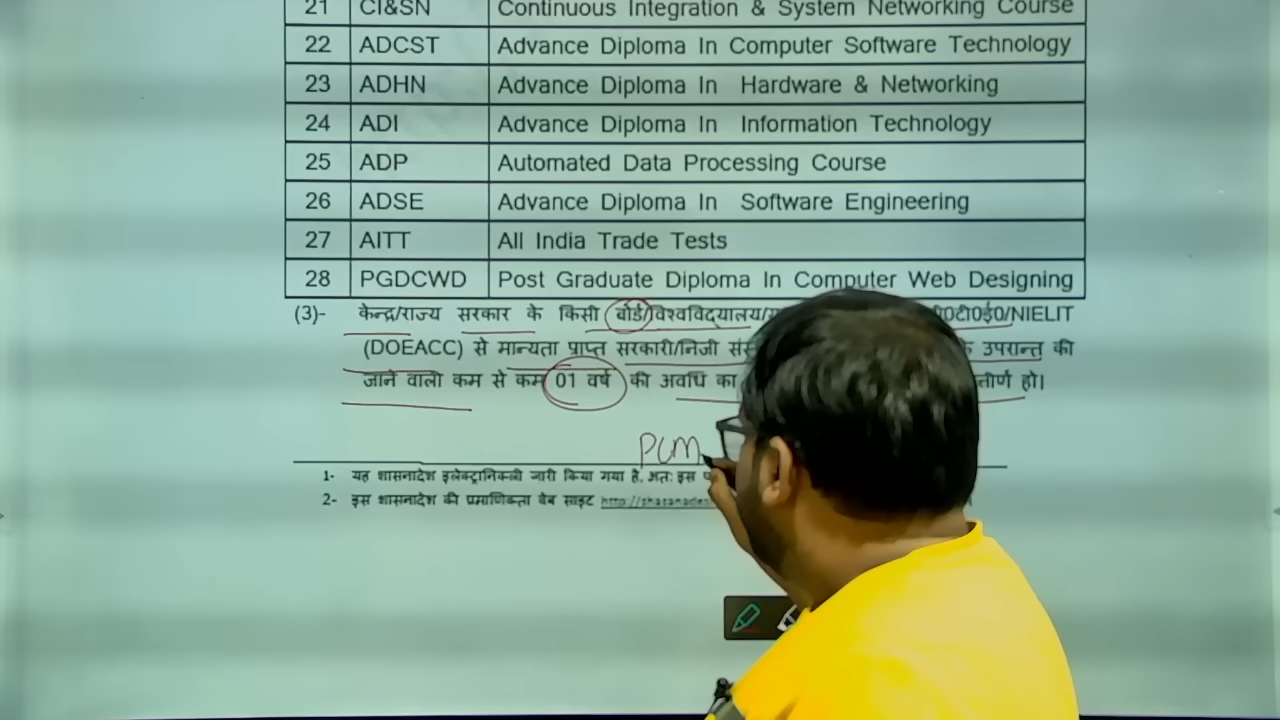 21 CI&SN Continuous Integration & System Networking Course
22 ADCST Advance Diploma In Computer Software Technology
23 ADHN Advance Diploma In Hardware & Networking
24 ADI Advance Diploma In Information Technology
25 ADP Automated Data Processing Course
26 ADSE Advance Diploma In Software Engineering
27 AITT All India Trade Tests
28 PGDCWD Post Graduate Diploma In Computer Web Designing
(3)- केन्द्र/राज्य सरकार के किसी बोर्ड/विश्वविद्यालय/ /NIELIT
(DOEACC) से मान्यता प्राप्त सरकारी/निजी उपरान्त की
जाने वाली कम से कम 01 वर्ष की अवधि का हो।
PCM
1- यह शासनादेश इलेक्ट्रानिकली जारी किया गया है, अतः इस
2- इस शासनादेश की प्रमाणिकता वेब साइट